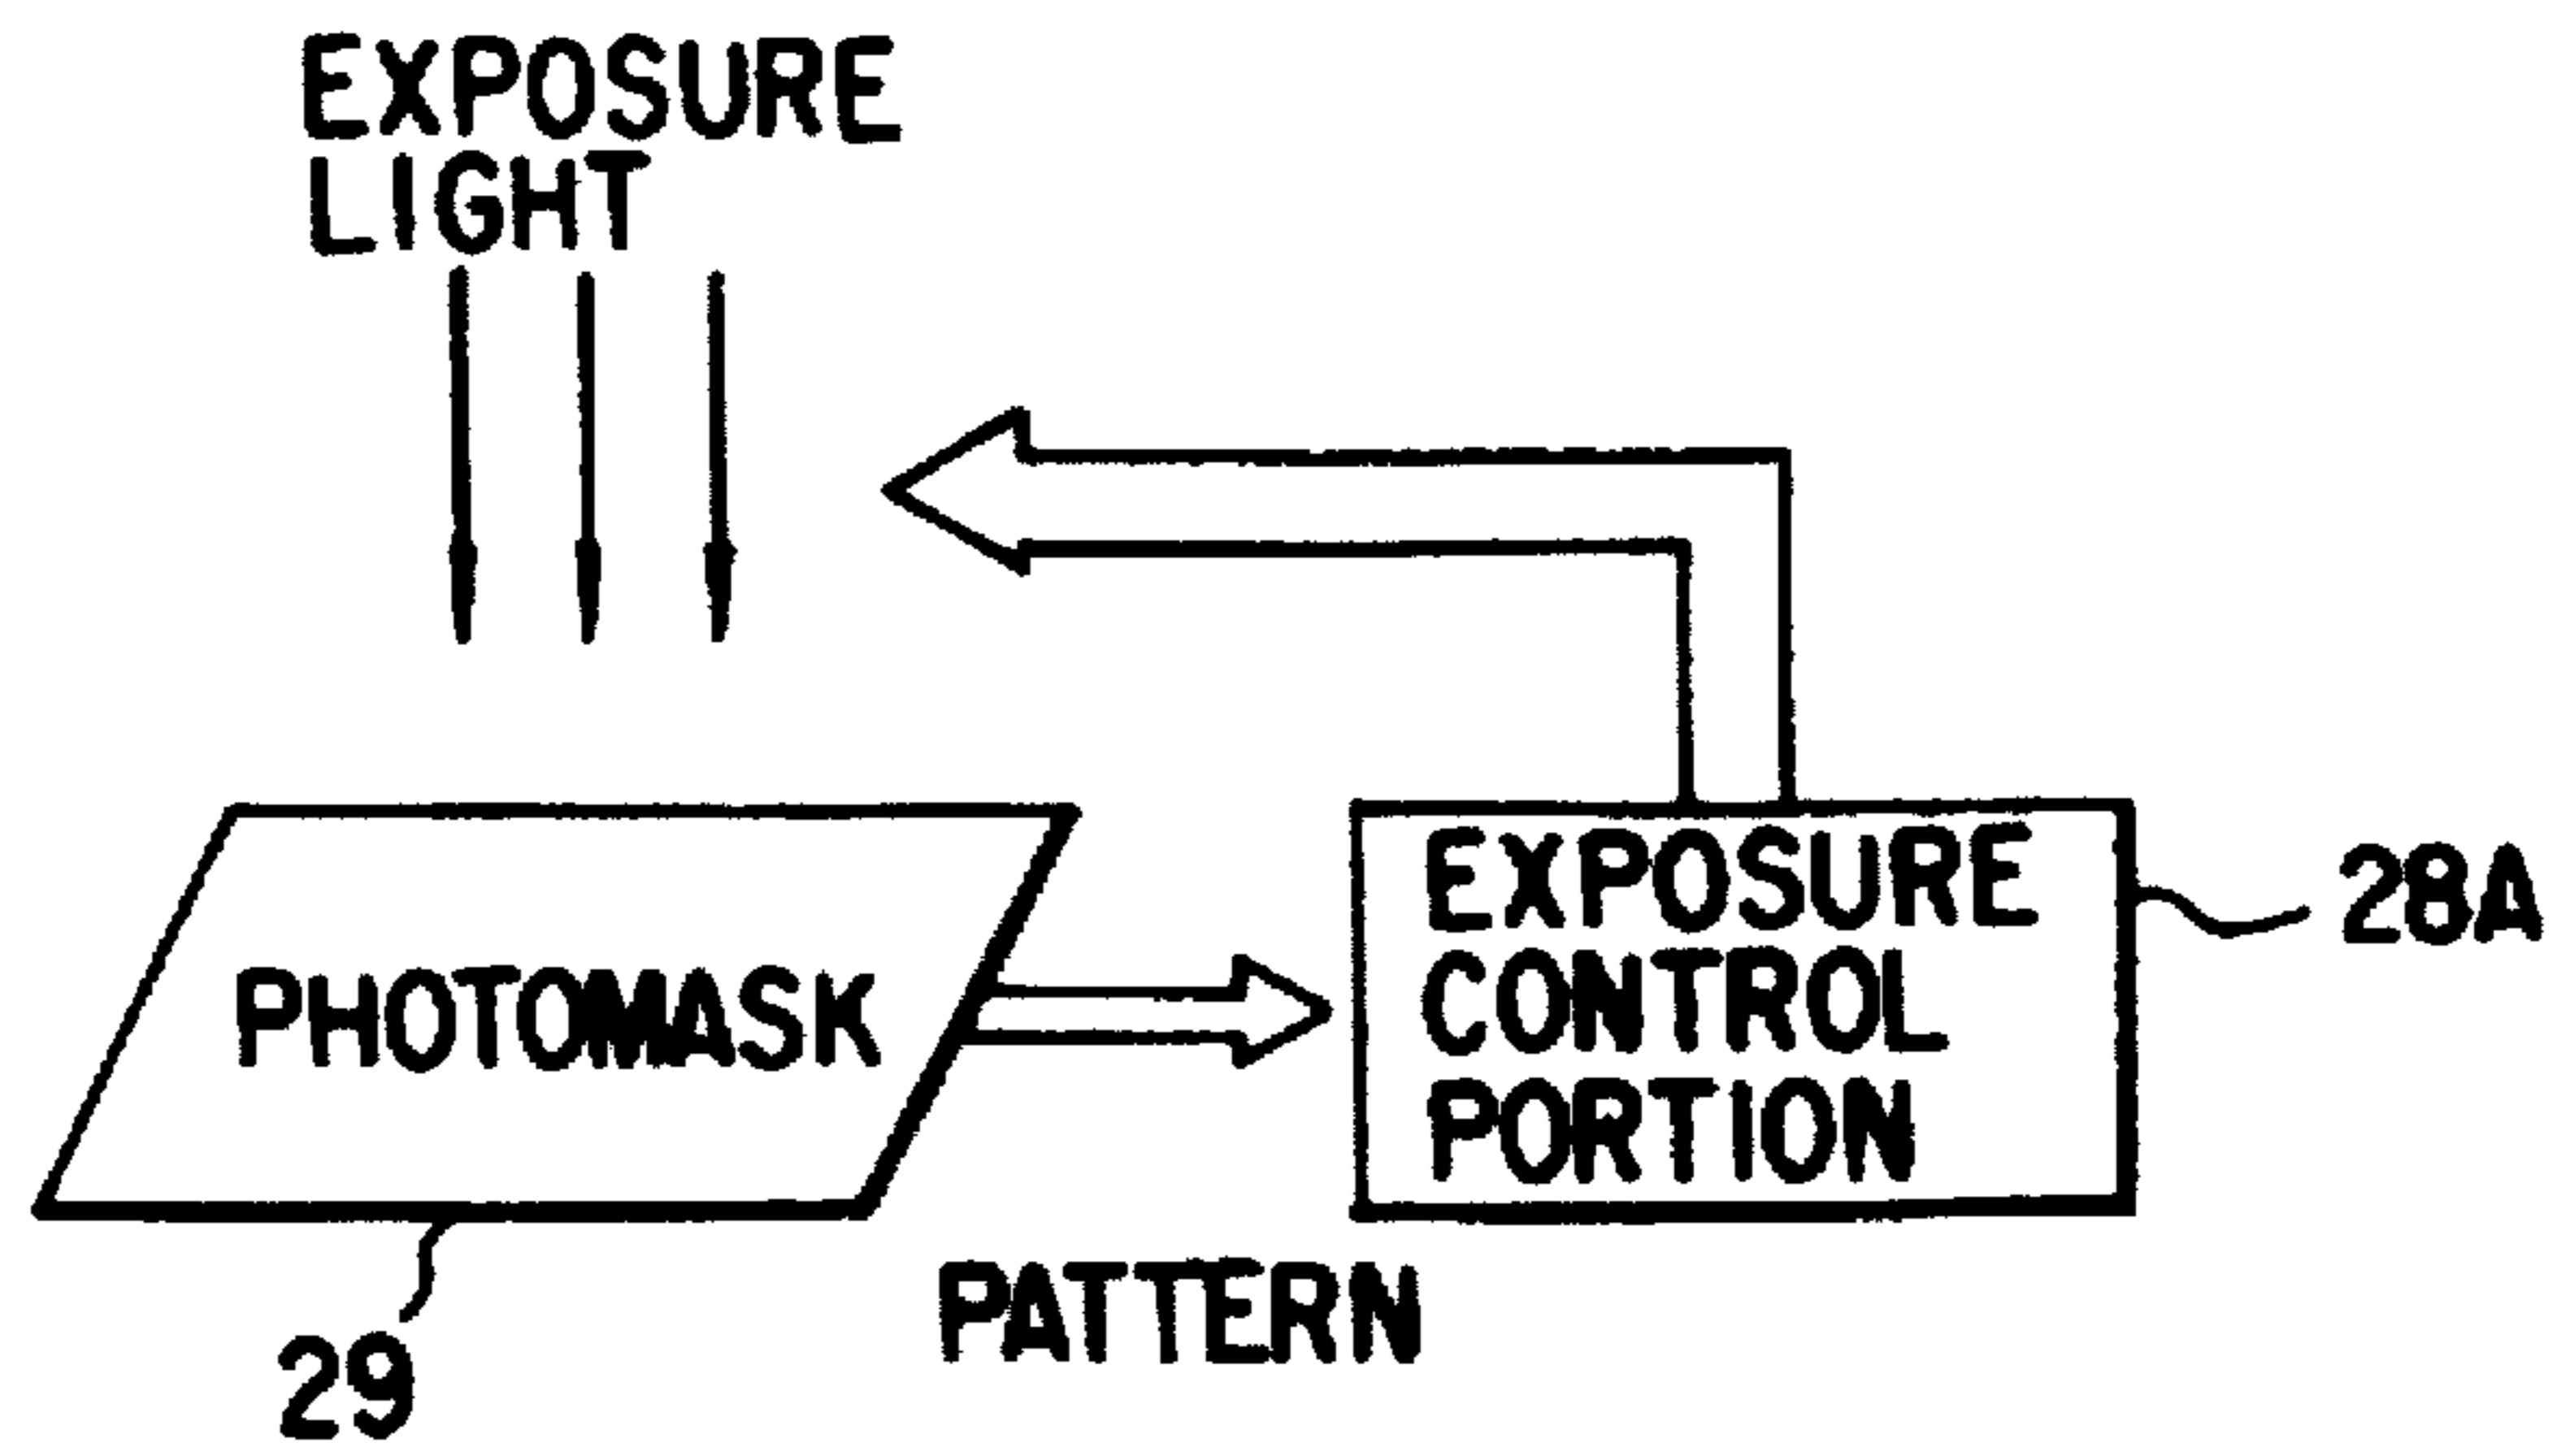 EXPOSURE
LIGHT
PHOTOMASK
EXPOSURE
CONTROL
PORTION
28A
PATTERN
29